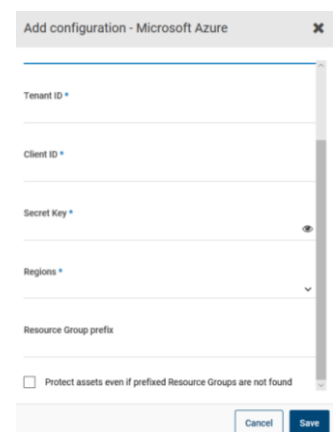 Add configuration - Microsoft Azure
Tenant ID *
Client ID *
Secret Key *
Regions *
Resource Group prefix
Protect assets even if prefixed Resource Groups are not found
Cancel Save